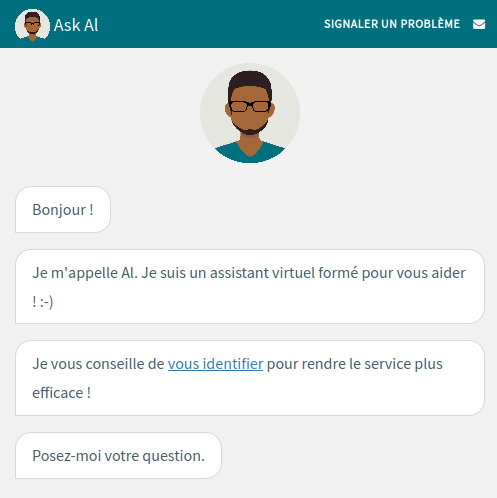 Ask Al
SIGNALER UN PROBLÈME
Bonjour !
Je m'appelle Al. Je suis un assistant virtuel formé pour vous aider
! :-)
Je vous conseille de vous identifier pour rendre le service plus
efficace !
Posez-moi votre question.